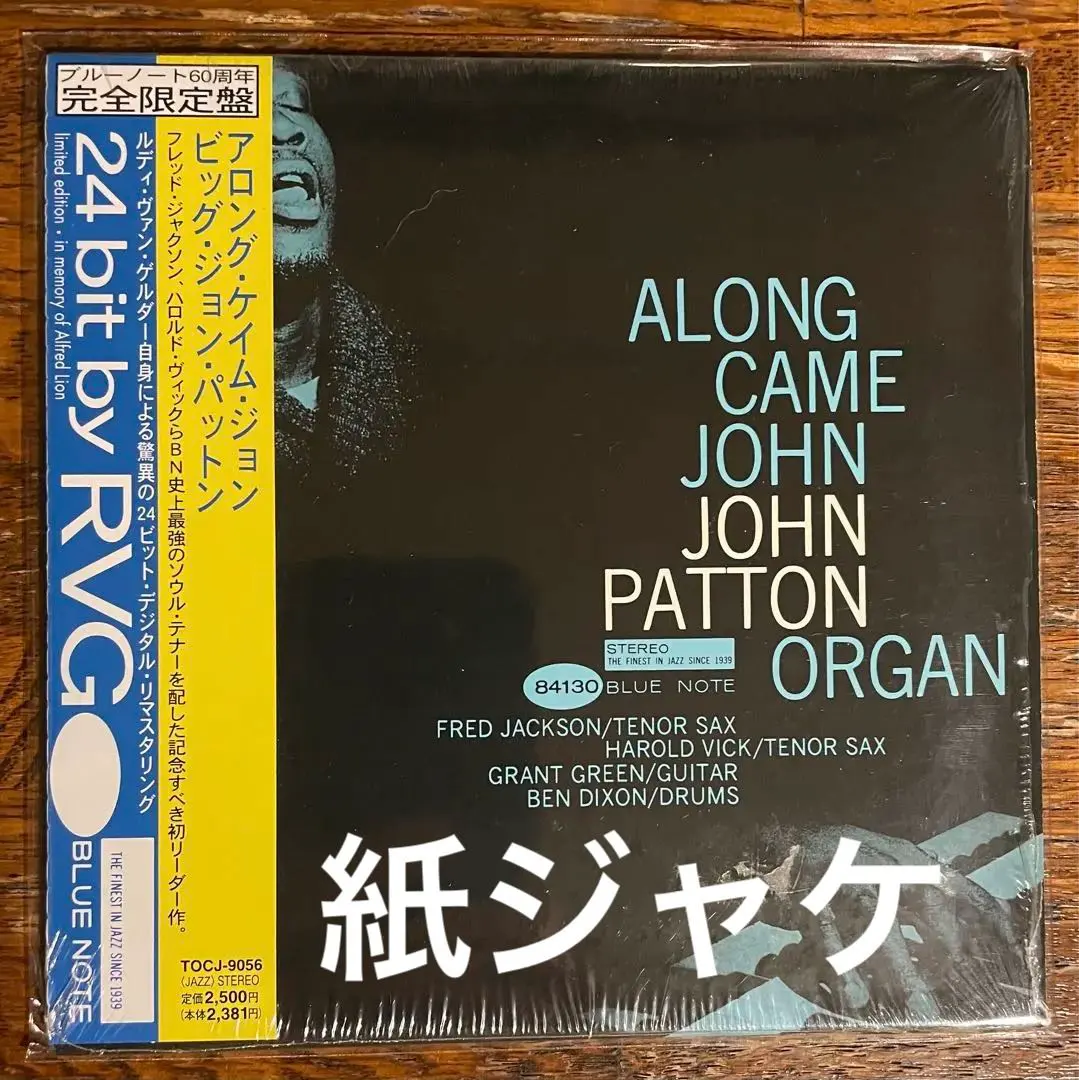 ブルーノート60周年
完全限定盤
アロング・ケイム・ジョン
ビッグ・ジョン・パットン
フレッド・ジャクソン、ハロルド・ヴィックらBN史上最強のソウル・テナーを配した記念すべき初リーダー作。
ルディ・ヴァン・ゲルダー自身による驚異の24ビット・デジタル・リマスタリング
24 bit by RVG
limited edition・in memory of Alfred Lion
THE FINEST IN JAZZ SINCE 1939
BLUE NOTE
TOCJ-9056
(JAZZ) STEREO
定価2,500円
(本体2,381円)
ALONG
CAME
JOHN
JOHN
PATTON
ORGAN
STEREO
THE FINEST IN JAZZ SINCE 1939
84130 BLUE NOTE
FRED JACKSON/TENOR SAX
HAROLD VICK/TENOR SAX
GRANT GREEN/GUITAR
BEN DIXON/DRUMS
紙ジャケ